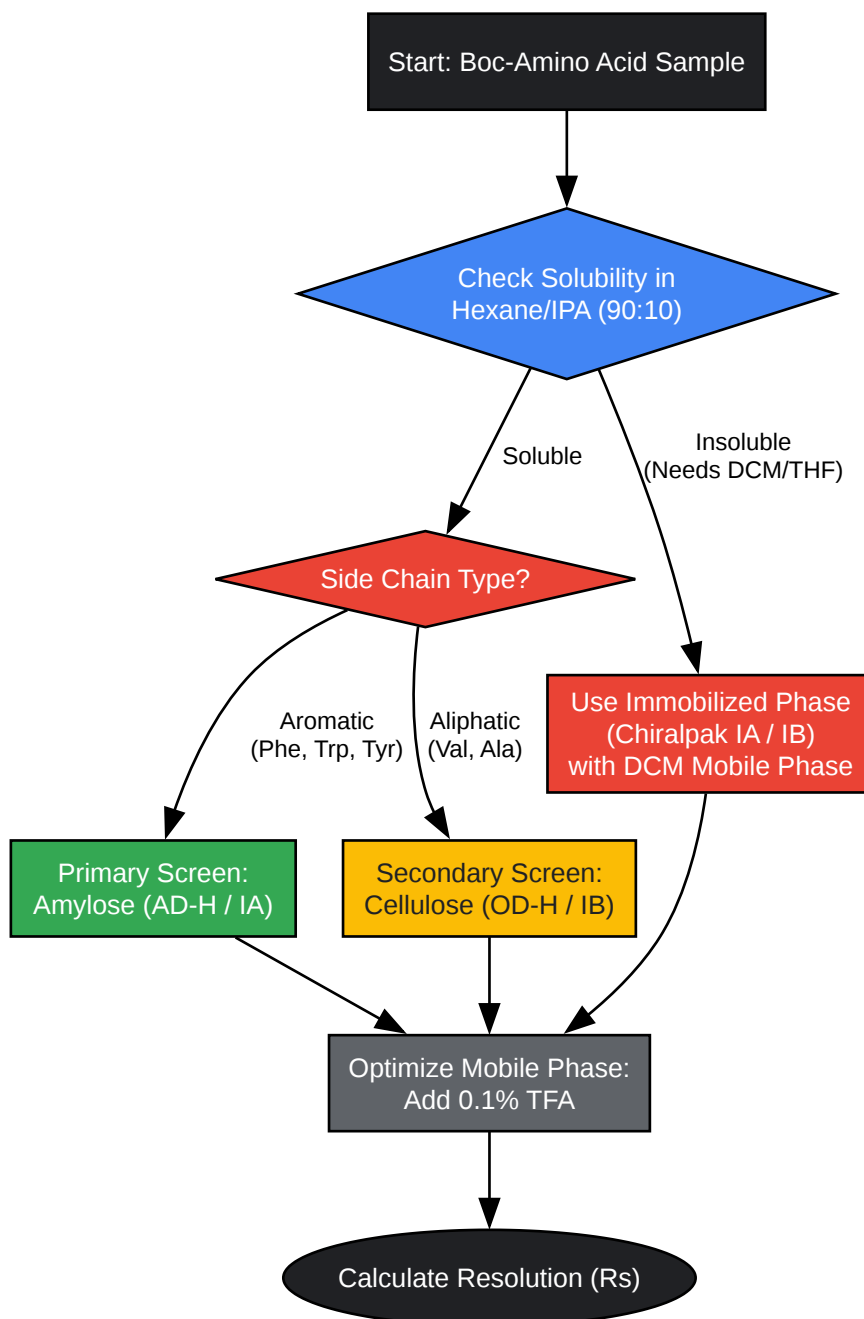 Start: Boc-Amino Acid Sample
Check Solubility in
Hexane/IPA (90:10)
Soluble
Insoluble
(Needs DCM/THF)
Side Chain Type?
Aromatic
(Phe, Trp, Tyr)
Aliphatic
(Val, Ala)
Use Immobilized Phase
(Chiralpak IA / IB)
with DCM Mobile Phase
Primary Screen:
Amylose (AD-H / IA)
Secondary Screen:
Cellulose (OD-H / IB)
Optimize Mobile Phase:
Add 0.1% TFA
Calculate Resolution (Rs)